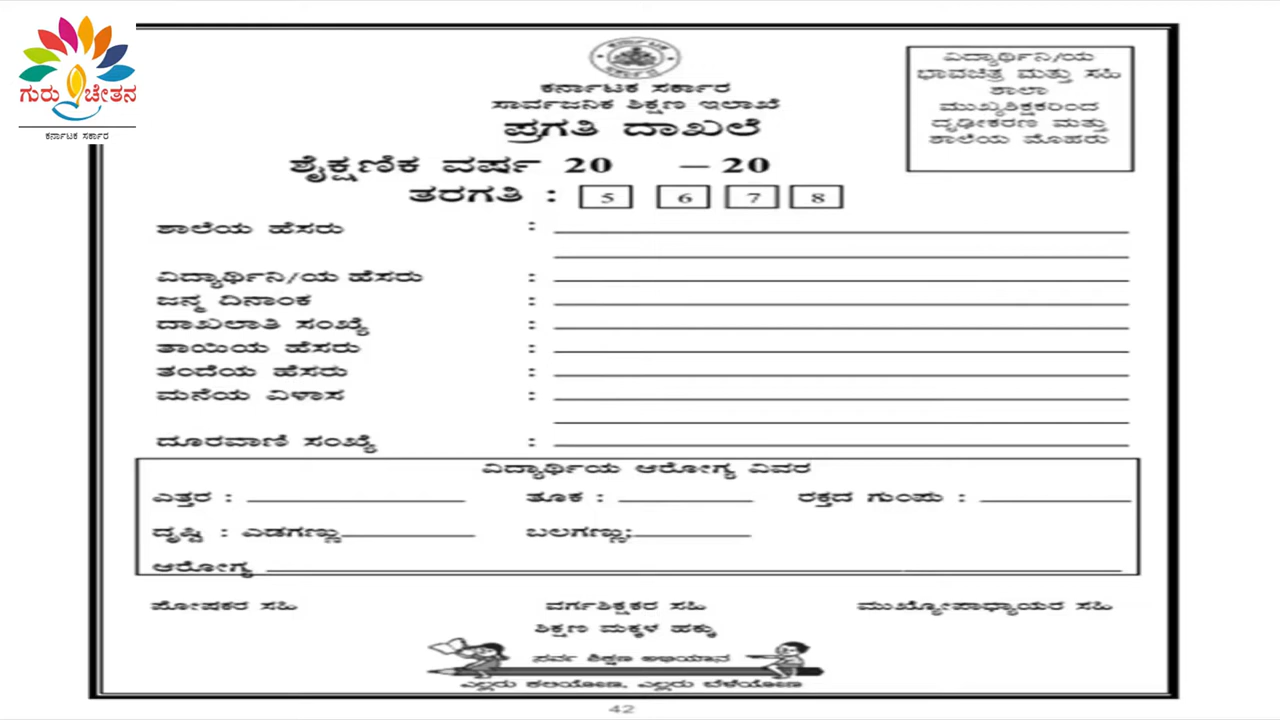 ಗುರು ಚೇತನ
ಕರ್ನಾಟಕ ಸರ್ಕಾರ
ಕರ್ನಾಟಕ ಸರ್ಕಾರ
ಸಾರ್ವಜನಿಕ ಶಿಕ್ಷಣ ಇಲಾಖೆ
ಪ್ರಗತಿ ದಾಖಲೆ
ವಿದ್ಯಾರ್ಥಿನಿ/ಯ
ಭಾವಚಿತ್ರ ಮತ್ತು ಸಹಿ
ಶಾಲಾ
ಮುಖ್ಯಶಿಕ್ಷಕರಿಂದ
ದೃಢೀಕರಣ ಮತ್ತು
ಶಾಲೆಯ ಮೊಹರು
ಶೈಕ್ಷಣಿಕ ವರ್ಷ 20 – 20
ತರಗತಿ : 5 6 7 8
ಶಾಲೆಯ ಹೆಸರು :
ವಿದ್ಯಾರ್ಥಿನಿ/ಯ ಹೆಸರು :
ಜನ್ಮ ದಿನಾಂಕ :
ದಾಖಲಾತಿ ಸಂಖ್ಯೆ :
ತಾಯಿಯ ಹೆಸರು :
ತಂದೆಯ ಹೆಸರು :
ಮನೆಯ ವಿಳಾಸ :
ದೂರವಾಣಿ ಸಂಖ್ಯೆ :
ವಿದ್ಯಾರ್ಥಿಯ ಆರೋಗ್ಯ ವಿವರ
ಎತ್ತರ : ತೂಕ : ರಕ್ತದ ಗುಂಪು :
ದೃಷ್ಟಿ : ಎಡಗಣ್ಣು ಬಲಗಣ್ಣು:
ಆರೋಗ್ಯ
ಪೋಷಕರ ಸಹಿ ವರ್ಗಶಿಕ್ಷಕರ ಸಹಿ ಮುಖ್ಯೋಪಾಧ್ಯಾಯರ ಸಹಿ
ಶಿಕ್ಷಣ ಮಕ್ಕಳ ಹಕ್ಕು
ಸರ್ವ ಶಿಕ್ಷಣ ಅಭಿಯಾನ
ಎಲ್ಲರು ಕಲಿಯೋಣ, ಎಲ್ಲರು ಬೆಳೆಯೋಣ
42